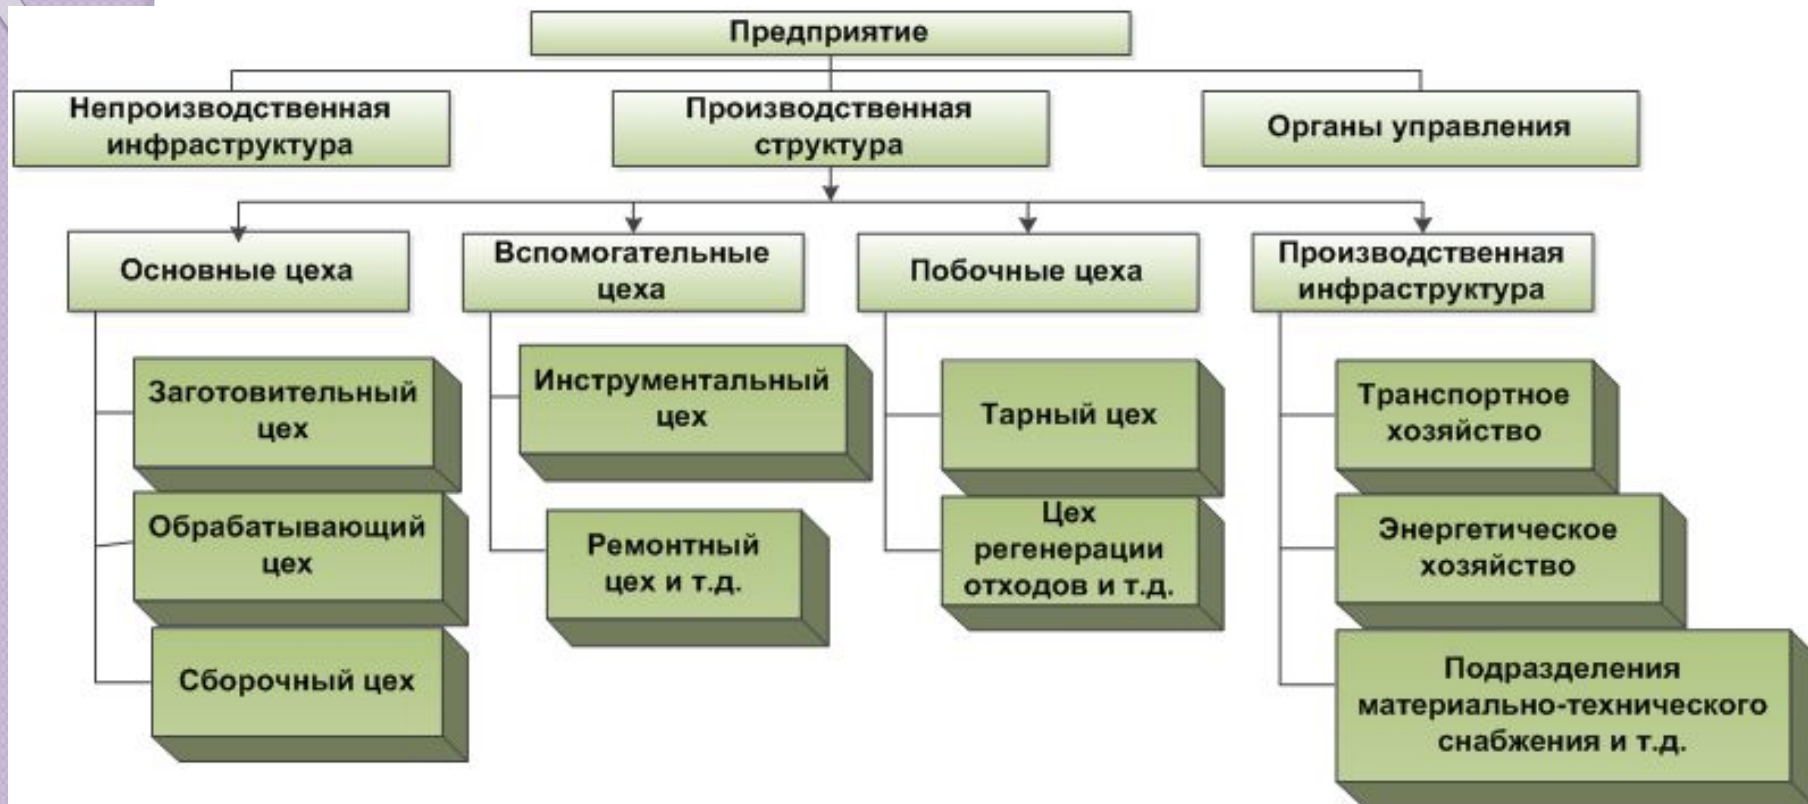 Предприятие
Непроизводственная
инфраструктура
Производственная
структура
Органы управления
Основные цеха
Вспомогательные
цеха
Побочные цеха
Производственная
инфраструктура
Заготовительный
цех
Обрабатывающий
цех
Сборочный цех
Инструментальный
цех
Ремонтный
цех и т.д.
Тарный цех
Цех
регенерации
отходов и т.д.
Транспортное
хозяйство
Энергетическое
хозяйство
Подразделения
материально-технического
снабжения и т.д.